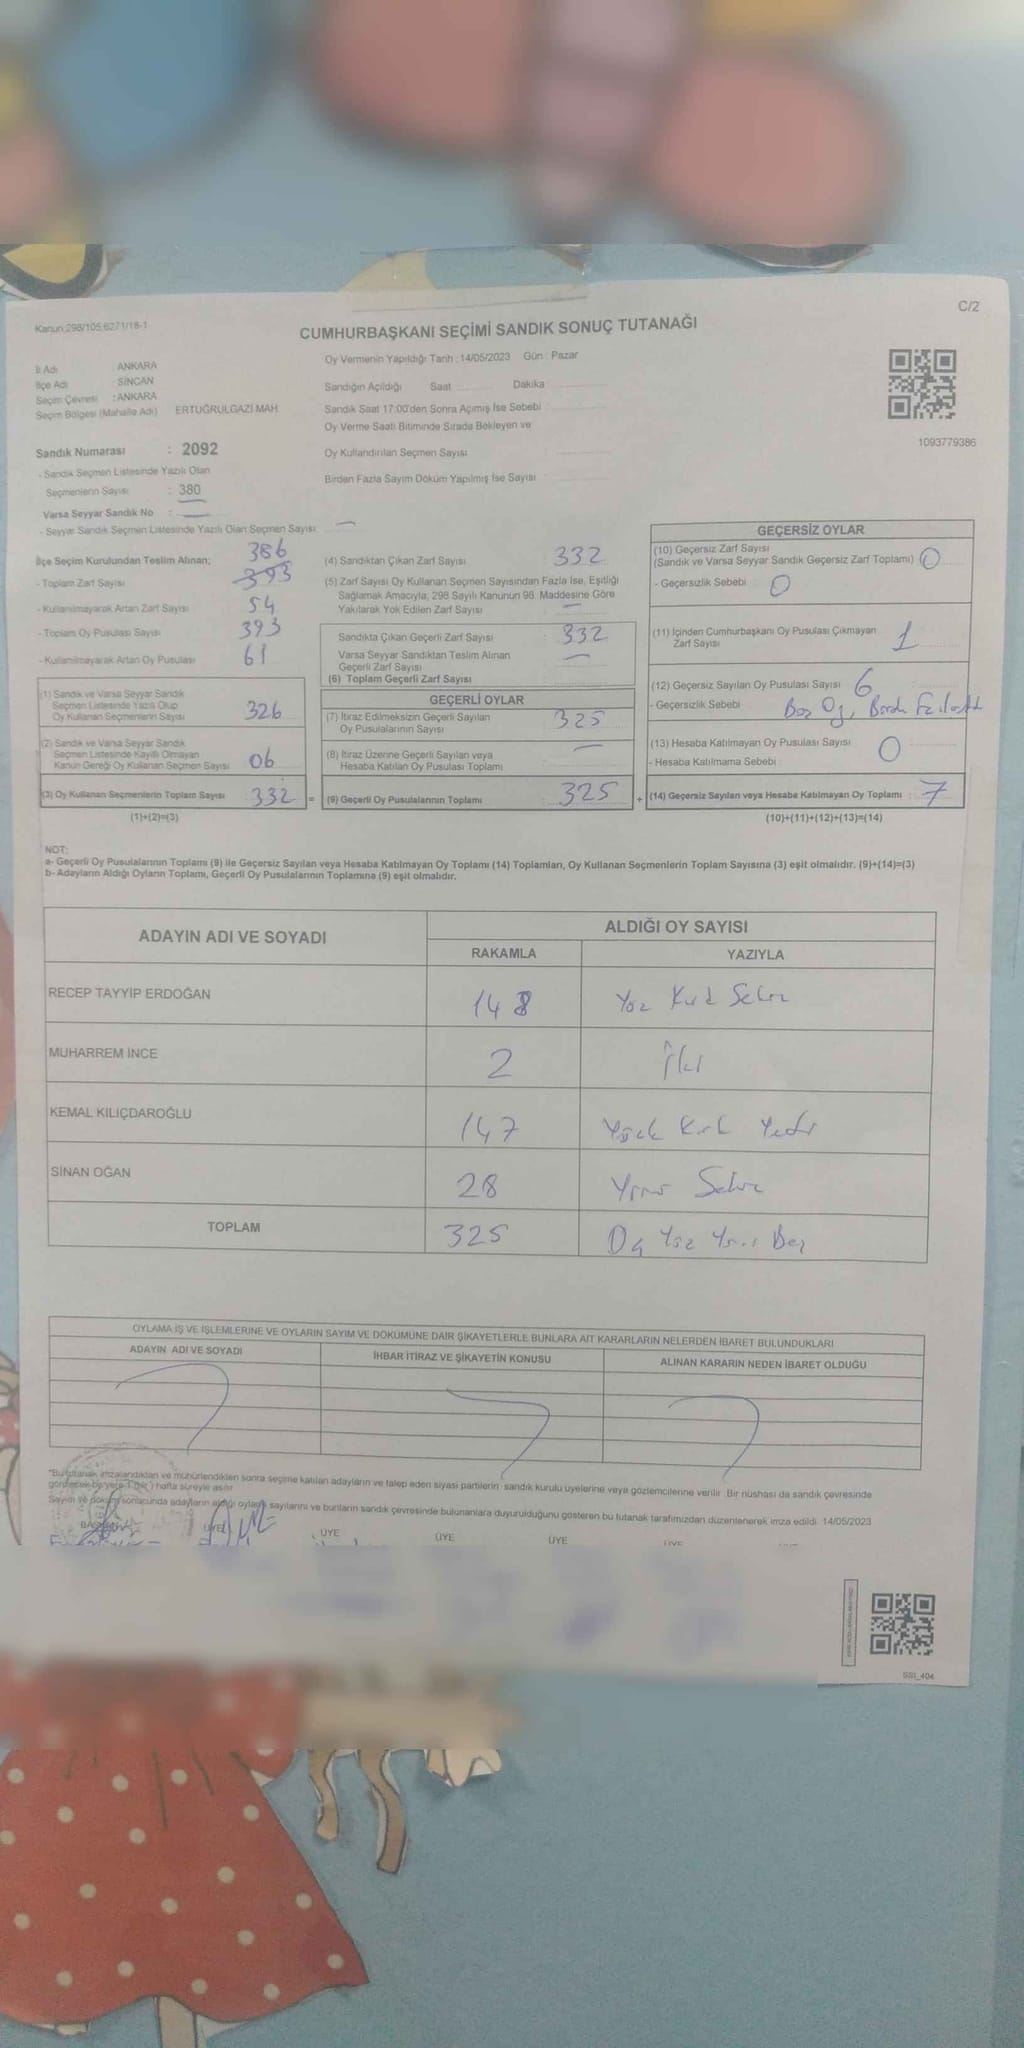 C/2
Kanun:298/105;6271/18-1
CUMHURBAŞKANI SEÇİMİ SANDIK SONUÇ TUTANAĞI
İl Adı : ANKARA
İlçe Adı : SİNCAN
Seçim Çevresi : ANKARA
Seçim Bölgesi (Mahalle Adı) ERTUĞRULGAZİ MAH
Oy Vermenin Yapıldığı Tarih : 14/05/2023 Gün : Pazar
Sandığın Açıldığı Saat Dakika
Sandık Saat 17:00'den Sonra Açılmış İse Sebebi
Oy Verme Saati Bitiminde Sırada Bekleyen ve
Oy Kullandırılan Seçmen Sayısı
Birden Fazla Sayım Döküm Yapılmış İse Sayısı
1093779386
Sandık Numarası : 2092
- Sandık Seçmen Listesinde Yazılı Olan
Seçmenlerin Sayısı : 380
Varsa Seyyar Sandık No : —
- Seyyar Sandık Seçmen Listesinde Yazılı Olan Seçmen Sayısı: —
İlçe Seçim Kurulundan Teslim Alınan; 386
- Toplam Zarf Sayısı 393
- Kullanılmayarak Artan Zarf Sayısı 54
- Toplam Oy Pusulası Sayısı 393
- Kullanılmayarak Artan Oy Pusulası 61
(1) Sandık ve Varsa Seyyar Sandık
Seçmen Listesinde Yazılı Olup
Oy Kullanan Seçmenlerin Sayısı 326
(2) Sandık ve Varsa Seyyar Sandık
Seçmen Listesinde Kayıtlı Olmayan
Kanun Gereği Oy Kullanan Seçmen Sayısı 06
(3) Oy Kullanan Seçmenlerin Toplam Sayısı 332 =
(1)+(2)=(3)
(4) Sandıktan Çıkan Zarf Sayısı 332
(5) Zarf Sayısı Oy Kullanan Seçmen Sayısından Fazla İse, Eşitliği
Sağlamak Amacıyla, 298 Sayılı Kanunun 98. Maddesine Göre
Yakılarak Yok Edilen Zarf Sayısı —
Sandıkta Çıkan Geçerli Zarf Sayısı 332
Varsa Seyyar Sandıktan Teslim Alınan
Geçerli Zarf Sayısı —
(6) Toplam Geçerli Zarf Sayısı
GEÇERLİ OYLAR
(7) İtiraz Edilmeksizin Geçerli Sayılan
Oy Pusulalarının Sayısı 325
(8) İtiraz Üzerine Geçerli Sayılan veya
Hesaba Katılan Oy Pusulası Toplamı —
(9) Geçerli Oy Pusulalarının Toplamı 325 +
GEÇERSİZ OYLAR
(10) Geçersiz Zarf Sayısı
(Sandık ve Varsa Seyyar Sandık Geçersiz Zarf Toplamı) 0
- Geçersizlik Sebebi : 0
(11) İçinden Cumhurbaşkanı Oy Pusulası Çıkmayan
Zarf Sayısı 1
(12) Geçersiz Sayılan Oy Pusulası Sayısı 6
- Geçersizlik Sebebi Boş Oy,
(13) Hesaba Katılmayan Oy Pusulası Sayısı 0
- Hesaba Katılmama Sebebi :
(14) Geçersiz Sayılan veya Hesaba Katılmayan Oy Toplamı : 7
(10)+(11)+(12)+(13)=(14)
NOT:
a- Geçerli Oy Pusulalarının Toplamı (9) ile Geçersiz Sayılan veya Hesaba Katılmayan Oy Toplamı (14) Toplamları, Oy Kullanan Seçmenlerin Toplam Sayısına (3) eşit olmalıdır. (9)+(14)=(3)
b- Adayların Aldığı Oyların Toplamı, Geçerli Oy Pusulalarının Toplamına (9) eşit olmalıdır.
ADAYIN ADI VE SOYADI ALDIĞI OY SAYISI
RAKAMLA YAZIYLA
RECEP TAYYİP ERDOĞAN 148 Yüz Kırk Sekiz
MUHARREM İNCE 2 İki
KEMAL KILIÇDAROĞLU 147 Kırk Yedi
SİNAN OĞAN 28 Yirmi Sekiz
TOPLAM 325 Üç Yüz Yirmi Beş
OYLAMA İŞ VE İŞLEMLERİNE VE OYLARIN SAYIM VE DÖKÜMÜNE DAİR ŞİKAYETLERLE BUNLARA AİT KARARLARIN NELERDEN İBARET BULUNDUKLARI
ADAYIN ADI VE SOYADI İHBAR İTİRAZ VE ŞİKAYETİN KONUSU ALINAN KARARIN NEDEN İBARET OLDUĞU
"Bu tutanak imzalandıktan ve mühürlendikten sonra seçime katılan adayların ve talep eden siyasi partilerin sandık kurulu üyelerine veya gözlemcilerine verilir. Bir nüshası da sandık çevresinde
görülecek bir yere 1 (bir) hafta süreyle asılır
Sayım ve döküm sonucunda adayların aldığı oyların sayılarını ve bunların sandık çevresinde bulunanlara duyurulduğunu gösteren bu tutanak tarafımızdan düzenlenerek imza edildi. 14/05/2023
BAŞKAN ÜYE ÜYE ÜYE ÜYE ÜYE
SSI_404